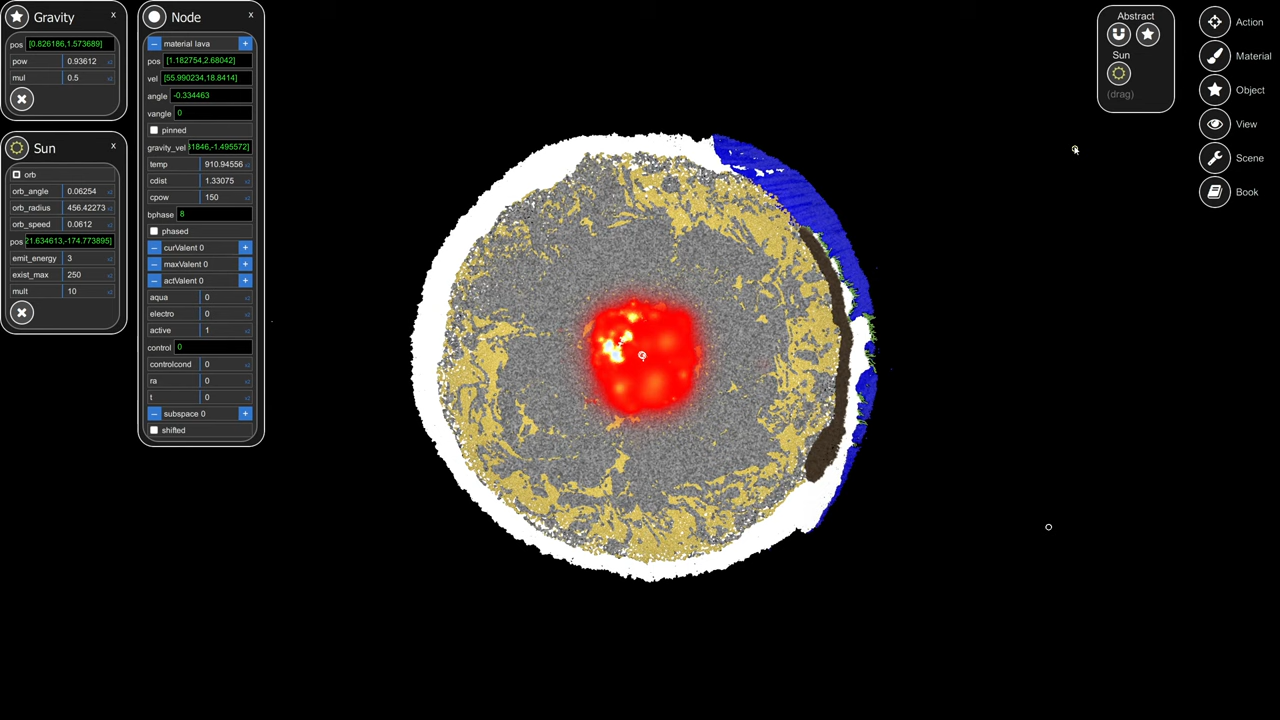 Gravity x
pos [0.826186,1.573689]
pow 0.93612
mul 0.5
Sun x
orb
orb_angle 0.06254
orb_radius 456.42273
orb_speed 0.0612
pos 21.634613,-174.773895]
emit_energy 3
exist_max 250
mult 10
Node x
– material lava +
pos [1.182754,2.68042]
vel [55.990234,18.8414]
angle -0.334463
vangle 0
pinned
gravity_vel 31846,-1.495572]
temp 910.94556
cdist 1.33075
cpow 150
bphase 8
phased
– curValent 0 +
– maxValent 0 +
– actValent 0 +
aqua 0
electro 0
active 1
control 0
controlcond 0
ra 0
t 0
– subspace 0 +
shifted
Abstract
Sun
(drag)
Action
Material
Object
View
Scene
Book